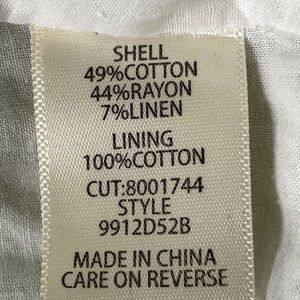 SHELL
49%COTTON
44%RAYON
7%LINEN
LINING
100%COTTON
CUT:8001744
STYLE
9912D52B
MADE IN CHINA
CARE ON REVERSE